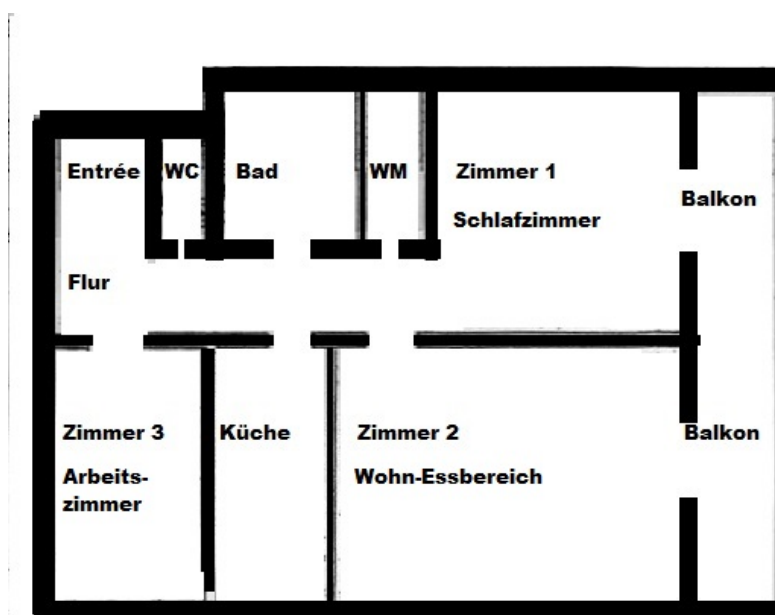 Entrée
WC
Bad
WM
Zimmer 1
Schlafzimmer
Balkon
Flur
Zimmer 3
Arbeits-
zimmer
Küche
Zimmer 2
Wohn-Essbereich
Balkon